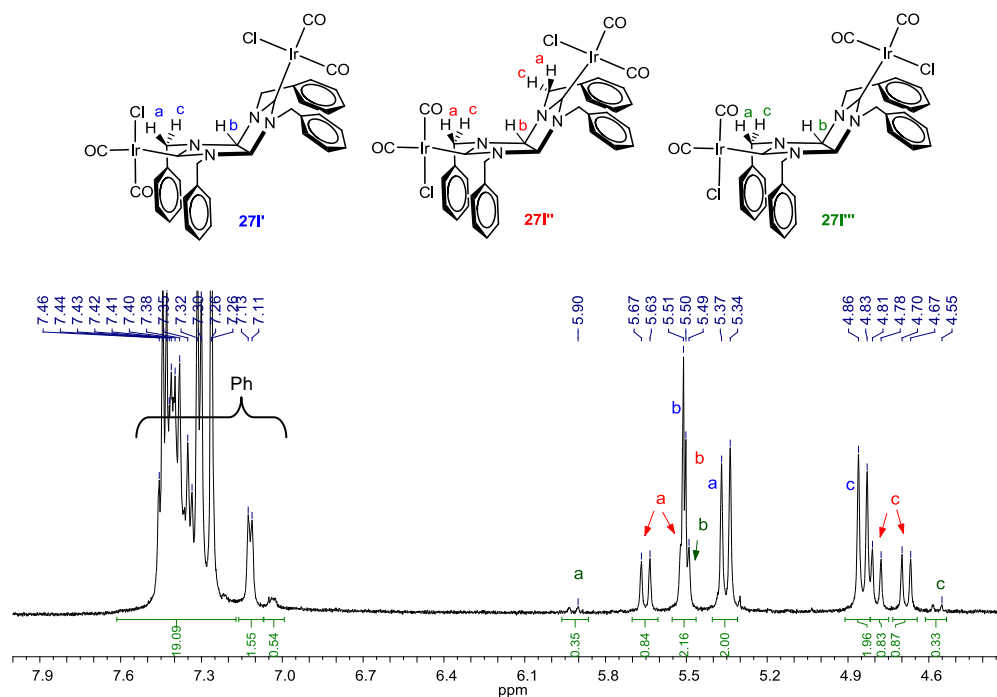 CO
Cl
Ir
CO
Cl
a c
H H
OC
Ir
CO
N
N
H
b
N
N
27I'
CO
Cl
Ir
CO
a
c H
H
CO
a c
H H
OC
Ir
Cl
N
N
H
b
N
N
27I''
CO
OC
Ir
Cl
CO
a c
H H
OC
Ir
Cl
N
N
H
b
N
N
27I'''
7.46
7.44
7.43
7.42
7.41
7.40
7.38
7.35
7.32
7.30
7.26
7.26
7.13
7.11
5.90
5.67
5.63
5.51
5.50
5.49
5.37
5.34
4.86
4.83
4.81
4.78
4.70
4.67
4.55
Ph
a
a
b
b
b
a
c
c
c
19.09
1.55
0.54
0.35
0.84
2.16
2.00
1.96
0.83
0.87
0.33
7.9 7.6 7.3 7.0 6.7 6.4 6.1 5.8 5.5 5.2 4.9 4.6
ppm